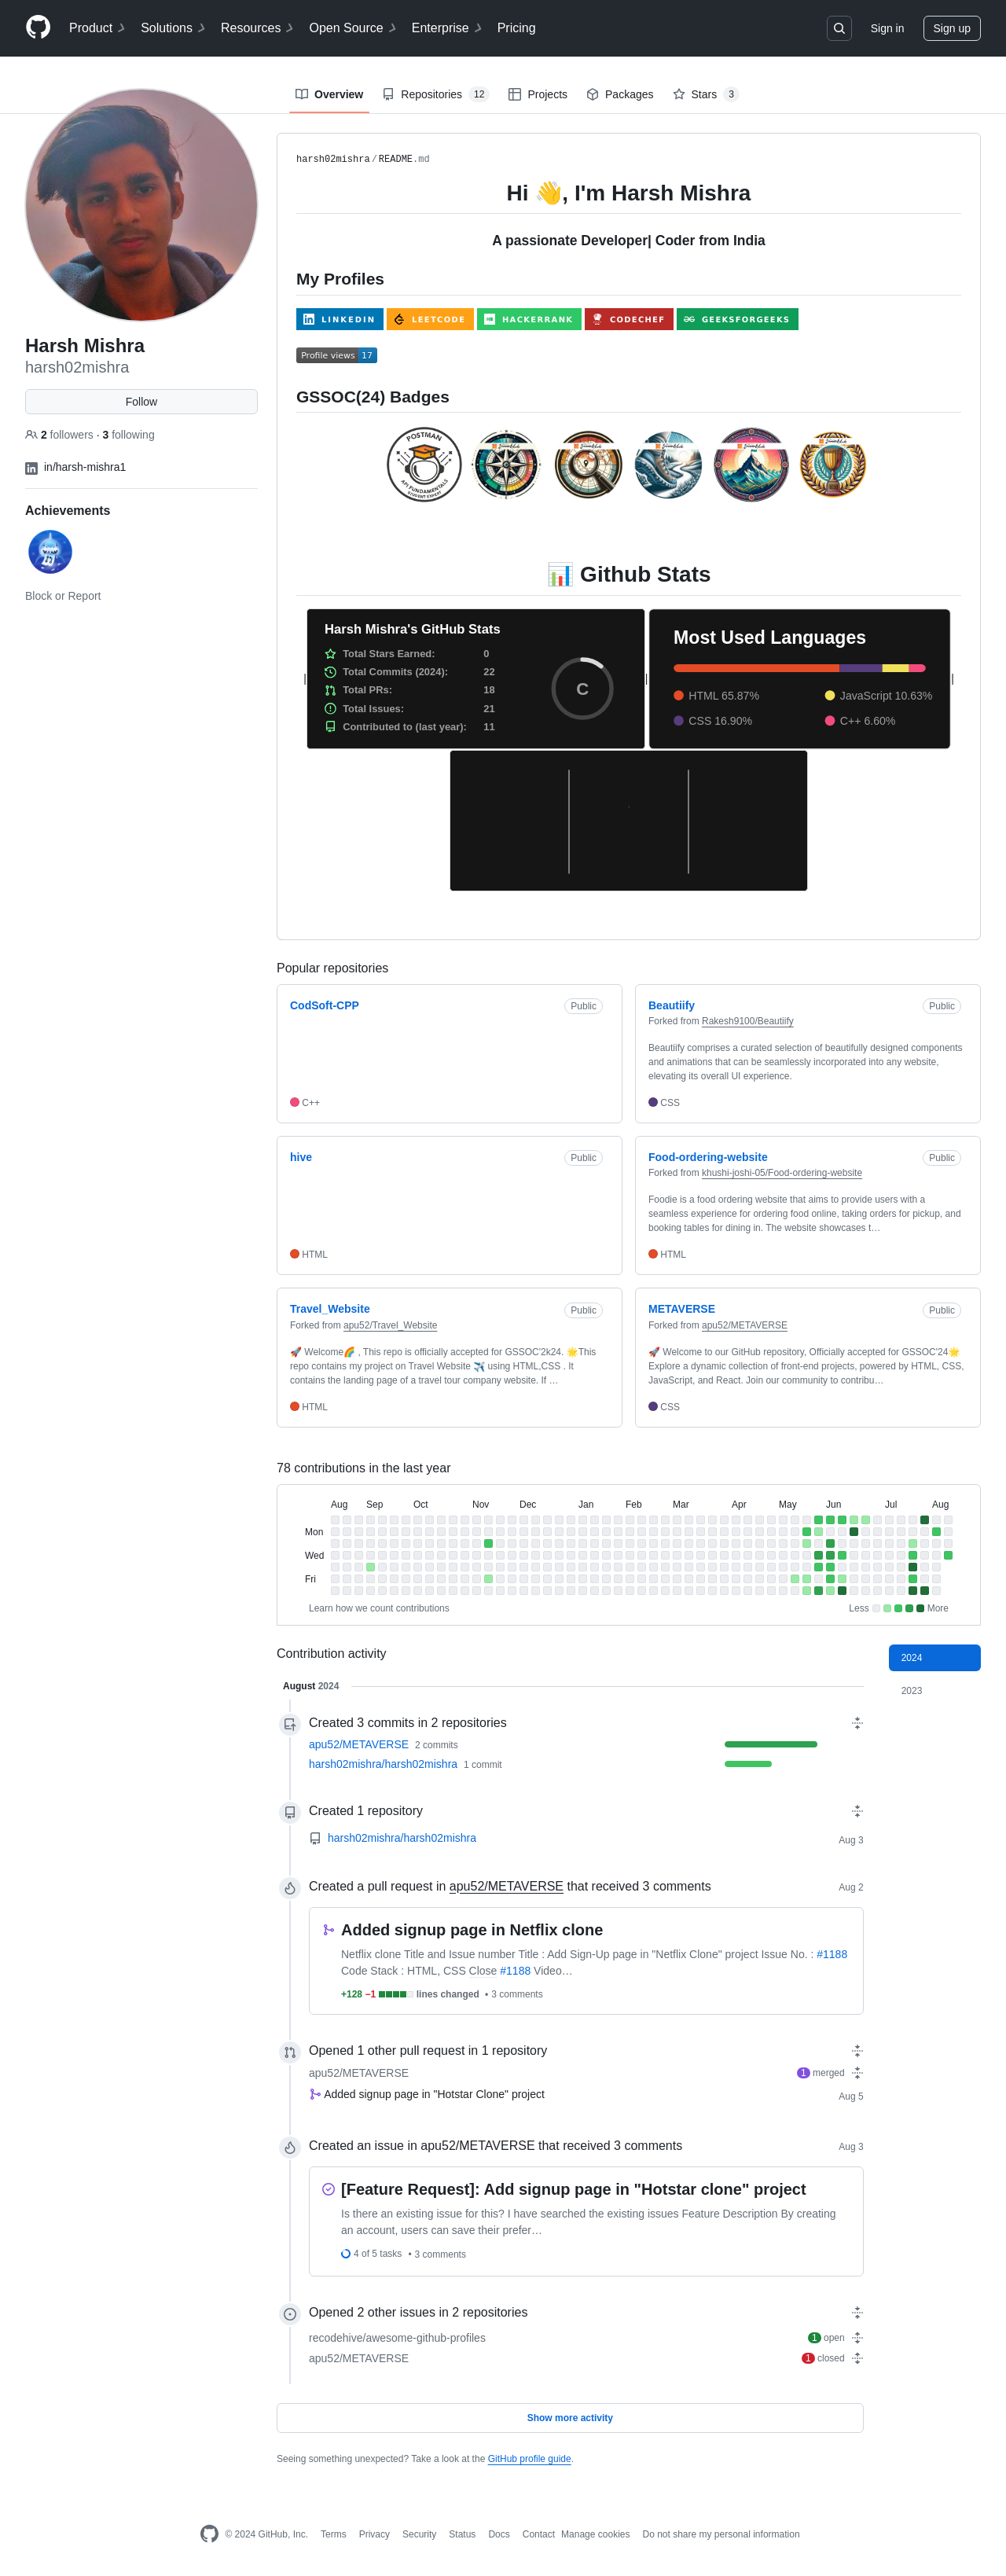 Product Solutions Resources Open Source Enterprise Pricing Sign in Sign up
Overview Repositories 12 Projects Packages Stars 3
Harsh Mishra
harsh02mishra
Follow
2 followers · 3 following
in/harsh-mishra1
Achievements
Block or Report
harsh02mishra/README.md
Hi 👋, I'm Harsh Mishra
A passionate Developer| Coder from India
My Profiles
LINKEDIN LEETCODE HACKERRANK CODECHEF GEEKSFORGEEKS
Profile views 17
GSSOC(24) Badges
POSTMAN
API FUNDAMENTALS
STUDENT EXPERT
📊 Github Stats
Harsh Mishra's GitHub Stats
Total Stars Earned: 0
Total Commits (2024): 22
Total PRs: 18
Total Issues: 21
Contributed to (last year): 11
C
Most Used Languages
HTML 65.87% JavaScript 10.63%
CSS 16.90% C++ 6.60%
Popular repositories
CodSoft-CPP Public
C++
Beautiify Public
Forked from Rakesh9100/Beautiify
Beautiify comprises a curated selection of beautifully designed components
and animations that can be seamlessly incorporated into any website,
elevating its overall UI experience.
CSS
hive Public
HTML
Food-ordering-website Public
Forked from khushi-joshi-05/Food-ordering-website
Foodie is a food ordering website that aims to provide users with a
seamless experience for ordering food online, taking orders for pickup, and
booking tables for dining in. The website showcases t…
HTML
Travel_Website Public
Forked from apu52/Travel_Website
🚀 Welcome🌈 , This repo is officially accepted for GSSOC'2k24. 🌟This
repo contains my project on Travel Website ✈️ using HTML,CSS . It
contains the landing page of a travel tour company website. If …
HTML
METAVERSE Public
Forked from apu52/METAVERSE
🚀 Welcome to our GitHub repository, Officially accepted for GSSOC'24🌟
Explore a dynamic collection of front-end projects, powered by HTML, CSS,
JavaScript, and React. Join our community to contribu…
CSS
78 contributions in the last year
Aug Sep Oct Nov Dec Jan Feb Mar Apr May Jun Jul Aug
Mon
Wed
Fri
Learn how we count contributions Less More
Contribution activity
2024
2023
August 2024
Created 3 commits in 2 repositories
apu52/METAVERSE 2 commits
harsh02mishra/harsh02mishra 1 commit
Created 1 repository
harsh02mishra/harsh02mishra Aug 3
Created a pull request in apu52/METAVERSE that received 3 comments Aug 2
Added signup page in Netflix clone
Netflix clone Title and Issue number Title : Add Sign-Up page in "Netflix Clone" project Issue No. : #1188
Code Stack : HTML, CSS Close #1188 Video…
+128 −1 lines changed • 3 comments
Opened 1 other pull request in 1 repository
apu52/METAVERSE 1 merged
Added signup page in "Hotstar Clone" project Aug 5
Created an issue in apu52/METAVERSE that received 3 comments Aug 3
[Feature Request]: Add signup page in "Hotstar clone" project
Is there an existing issue for this? I have searched the existing issues Feature Description By creating
an account, users can save their prefer…
4 of 5 tasks • 3 comments
Opened 2 other issues in 2 repositories
recodehive/awesome-github-profiles 1 open
apu52/METAVERSE 1 closed
Show more activity
Seeing something unexpected? Take a look at the GitHub profile guide.
© 2024 GitHub, Inc. Terms Privacy Security Status Docs Contact Manage cookies Do not share my personal information